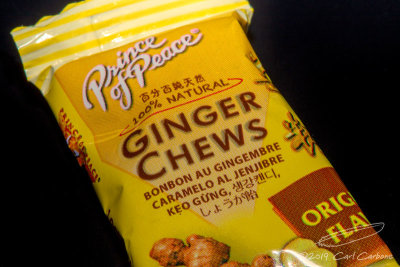 Prince
of Peace®
百分百純天然
100% NATURAL
GINGER
CHEWS
BONBON AU GINGEMBRE
CARAMELO AL JENJIBRE
KẸO GỪNG, 생강캔디,
しょうが飴
ORIG
FLA
©2019 Carl Carbone